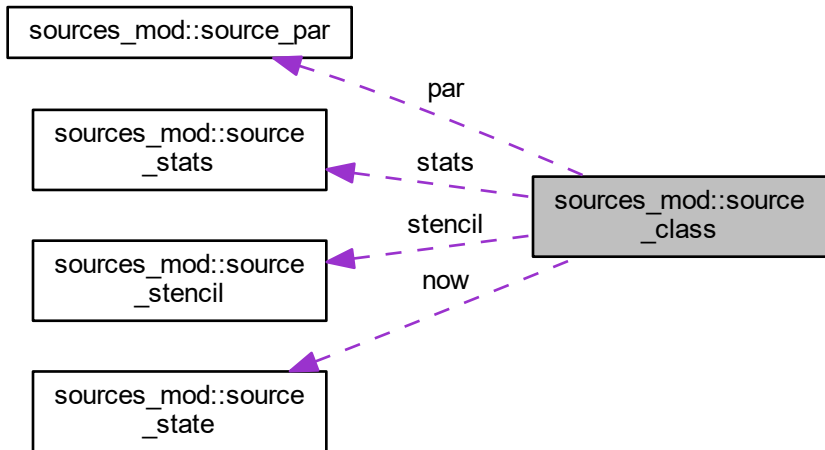 sources_mod::source_par
par
sources_mod::source
_stats
stats
sources_mod::source
_class
stencil
sources_mod::source
_stencil
now
sources_mod::source
_state